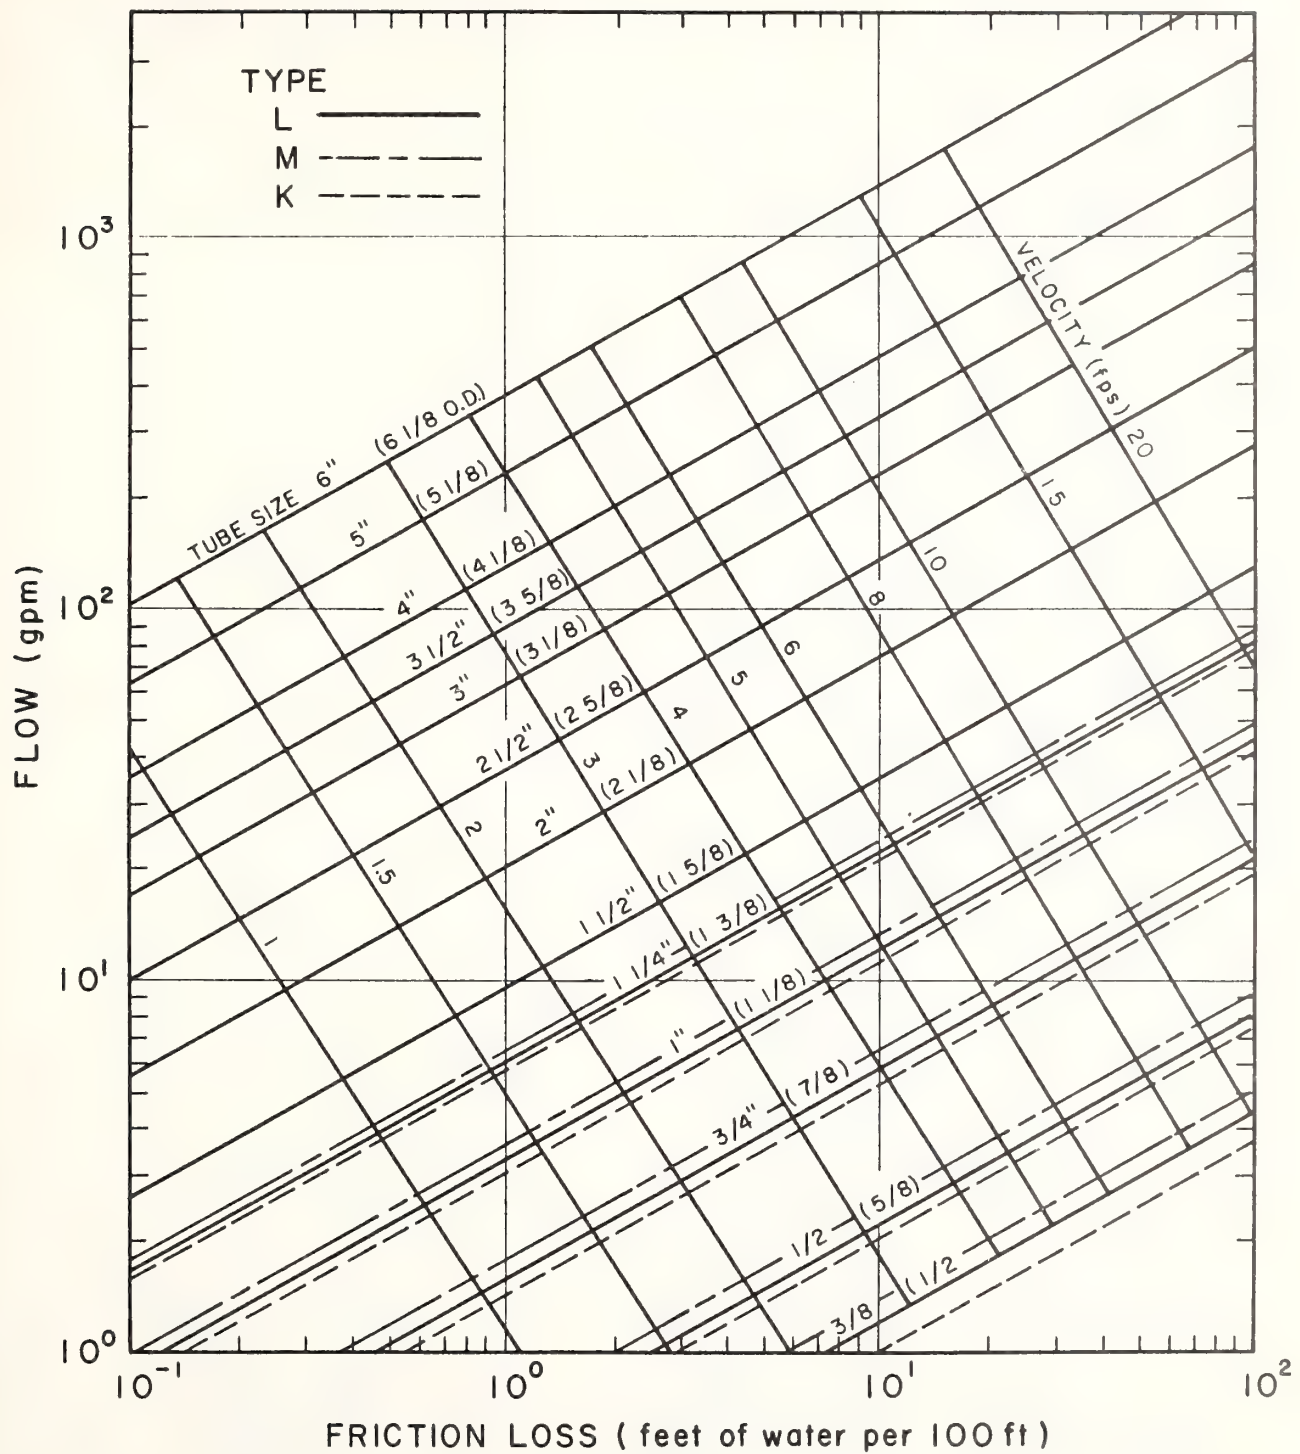 TYPE
L
M
K
FLOW (gpm)
10³
10²
10¹
10⁰
TUBE SIZE 6" (6 1/8 O.D.)
5" (5 1/8)
4" (4 1/8)
3 1/2" (3 5/8)
3" (3 1/8)
2 1/2" (2 5/8)
2" (2 1/8)
1 1/2" (1 5/8)
1 1/4" (1 3/8)
1" (1 1/8)
3/4" (7/8)
1/2 (5/8)
3/8 (1/2
VELOCITY (fps) 20
15
10
8
6
5
4
3
2
1.5
1
10⁻¹
10⁰
10¹
10²
FRICTION LOSS (feet of water per 100 ft)